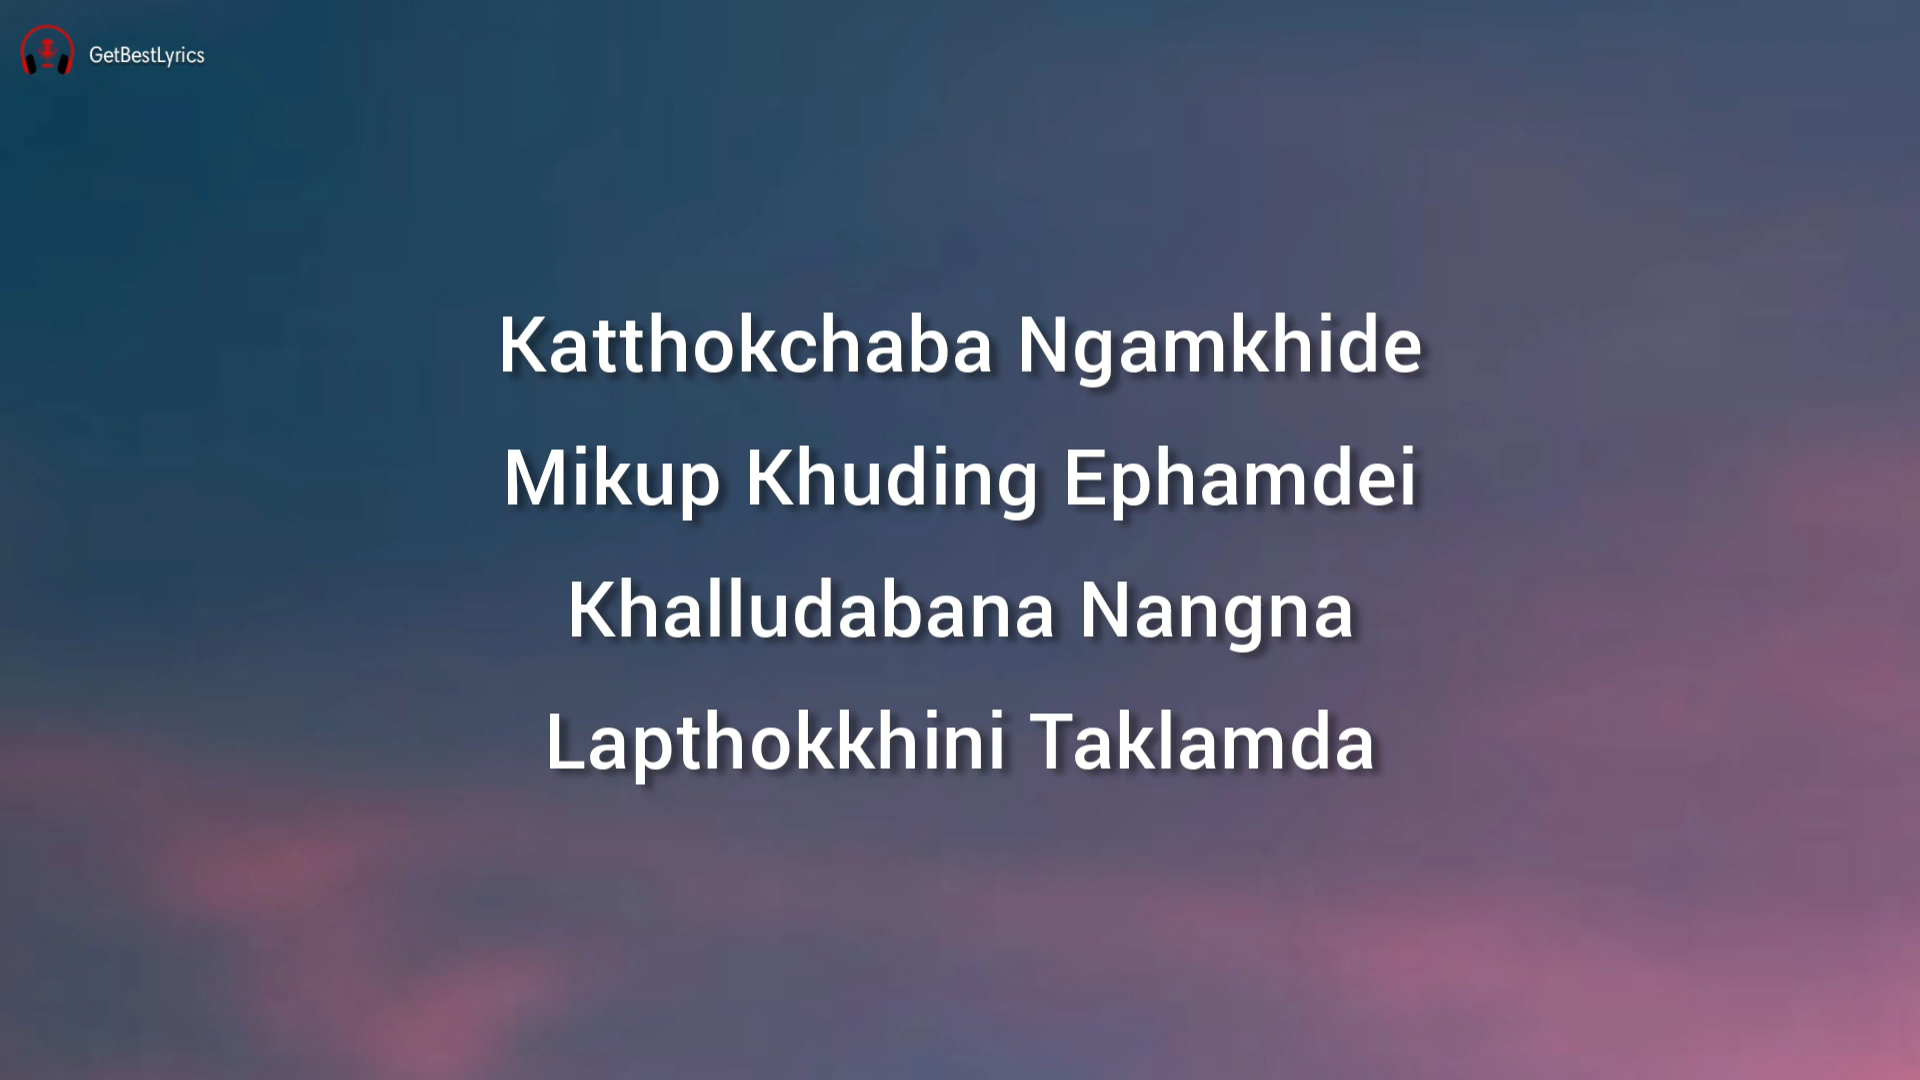 GetBestLyrics
Katthokchaba Ngamkhide
Mikup Khuding Ephamdei
Khalludabana Nangna
Lapthokkhini Taklamda